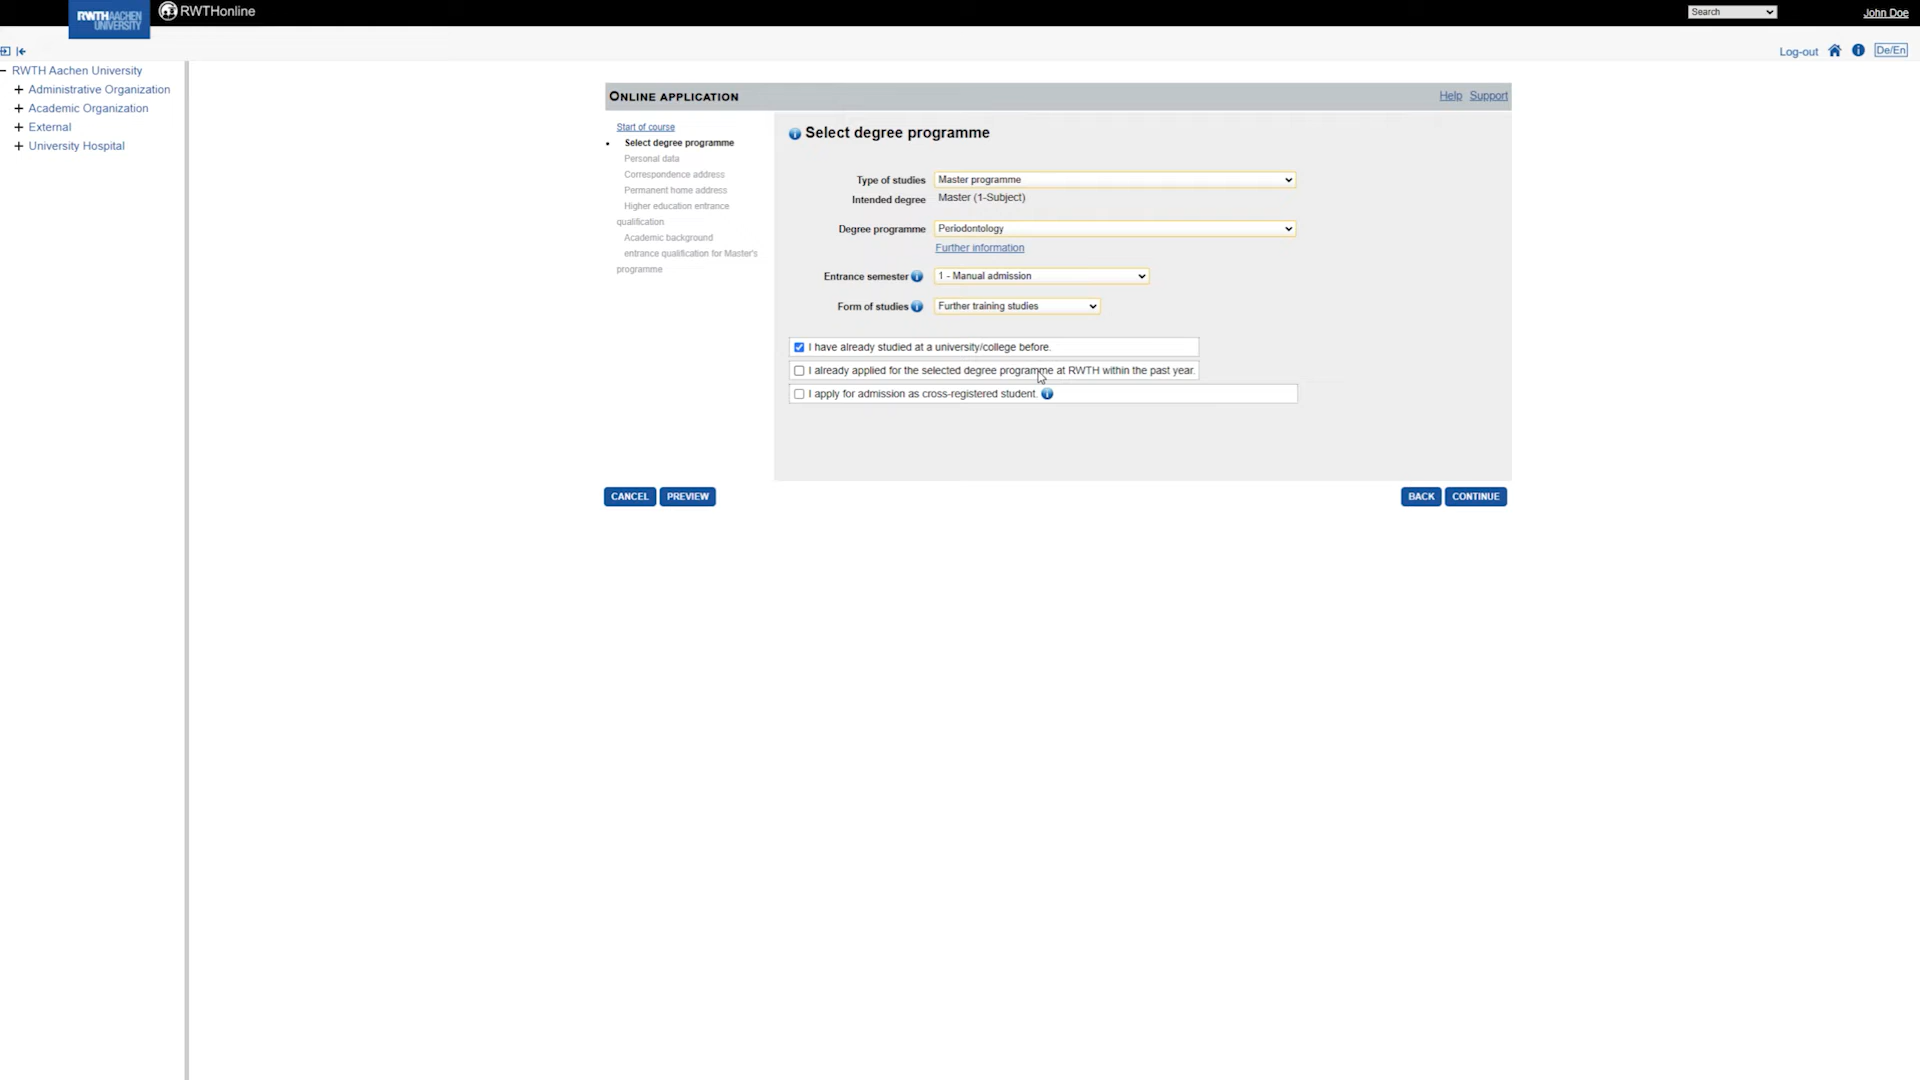 RWTHAACHEN
UNIVERSITY
RWTHonline
Search
John Doe
Log-out
De/En
RWTH Aachen University
Administrative Organization
Academic Organization
External
University Hospital
ONLINE APPLICATION
Help Support
Start of course
Select degree programme
Personal data
Correspondence address
Permanent home address
Higher education entrance
qualification
Academic background
entrance qualification for Master's
programme
Select degree programme
Type of studies Master programme
Intended degree Master (1-Subject)
Degree programme Periodontology
Further information
Entrance semester 1 - Manual admission
Form of studies Further training studies
I have already studied at a university/college before.
I already applied for the selected degree programme at RWTH within the past year.
I apply for admission as cross-registered student.
CANCEL PREVIEW BACK CONTINUE